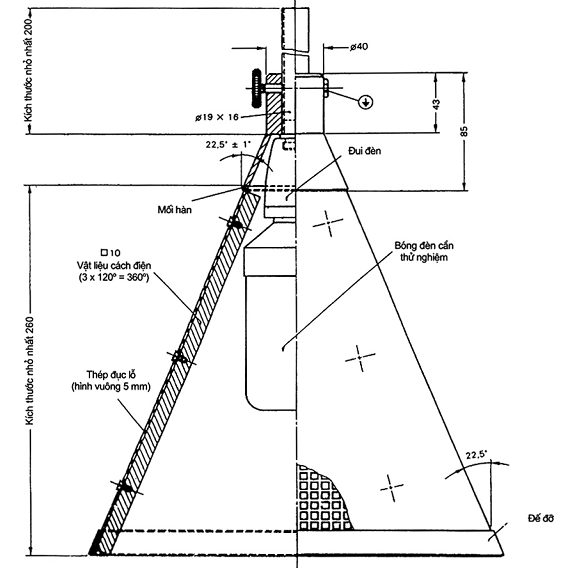 Kích thước nhỏ nhất 200
ø40
ø19 × 16
43
85
22,5° ± 1°
Đui đèn
Mối hàn
□ 10
Vật liệu cách điện
(3 x 120º = 360º)
Bóng đèn cần
thử nghiệm
Kích thước nhỏ nhất 260
Thép đục lỗ
(hình vuông 5 mm)
22,5°
Đế đỡ